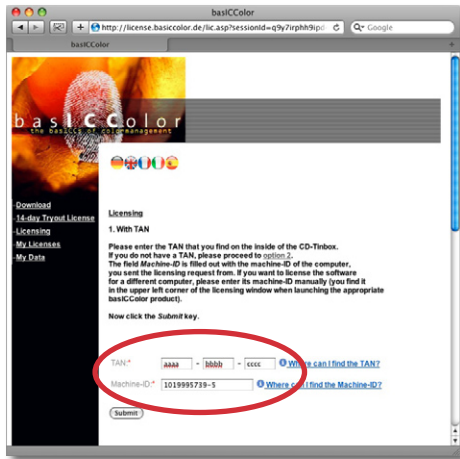 basICColor
http://license.basiccolor.de/lic.asp?sessionId=q9y7irphh9ipd
Google
basICColor
basICColor
the basICCs of colormanagement
Download
14-day Tryout License
Licensing
My Licenses
My Data
Licensing
1. With TAN
Please enter the TAN that you find on the inside of the CD-Tinbox.
If you do not have a TAN, please proceed to option 2.
The field Machine-ID is filled out with the machine-ID of the computer,
you sent the licensing request from. If you want to license the software
for a different computer, please enter its machine-ID manually (you find it
in the upper left corner of the licensing window when launching the appropriate
basICColor product).
Now click the Submit key.
TAN:* aaaa - bbbb - cccc Where can I find the TAN?
Machine-ID:* 1019995739-5 Where can I find the Machine-ID?
Submit